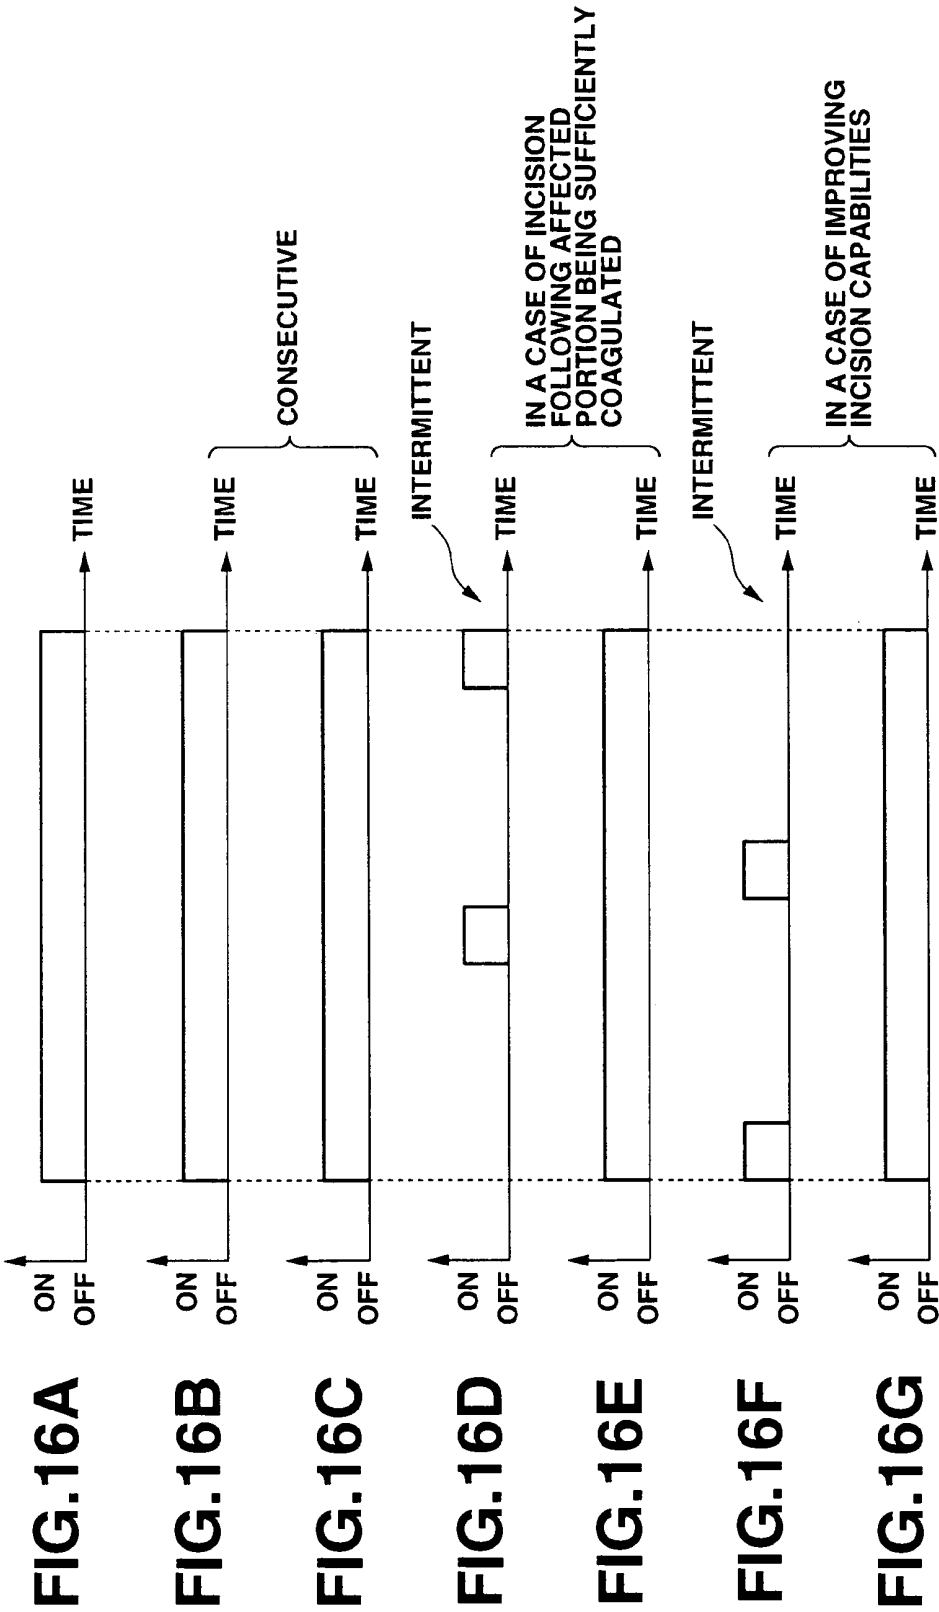 FIG.16A
ON
OFF
TIME
FIG.16B
ON
OFF
TIME
CONSECUTIVE
FIG.16C
ON
OFF
TIME
FIG.16D
ON
OFF
INTERMITTENT
TIME
IN A CASE OF INCISION
FOLLOWING AFFECTED
PORTION BEING SUFFICIENTLY
COAGULATED
FIG.16E
ON
OFF
TIME
FIG.16F
ON
OFF
INTERMITTENT
TIME
IN A CASE OF IMPROVING
INCISION CAPABILITIES
FIG.16G
ON
OFF
TIME